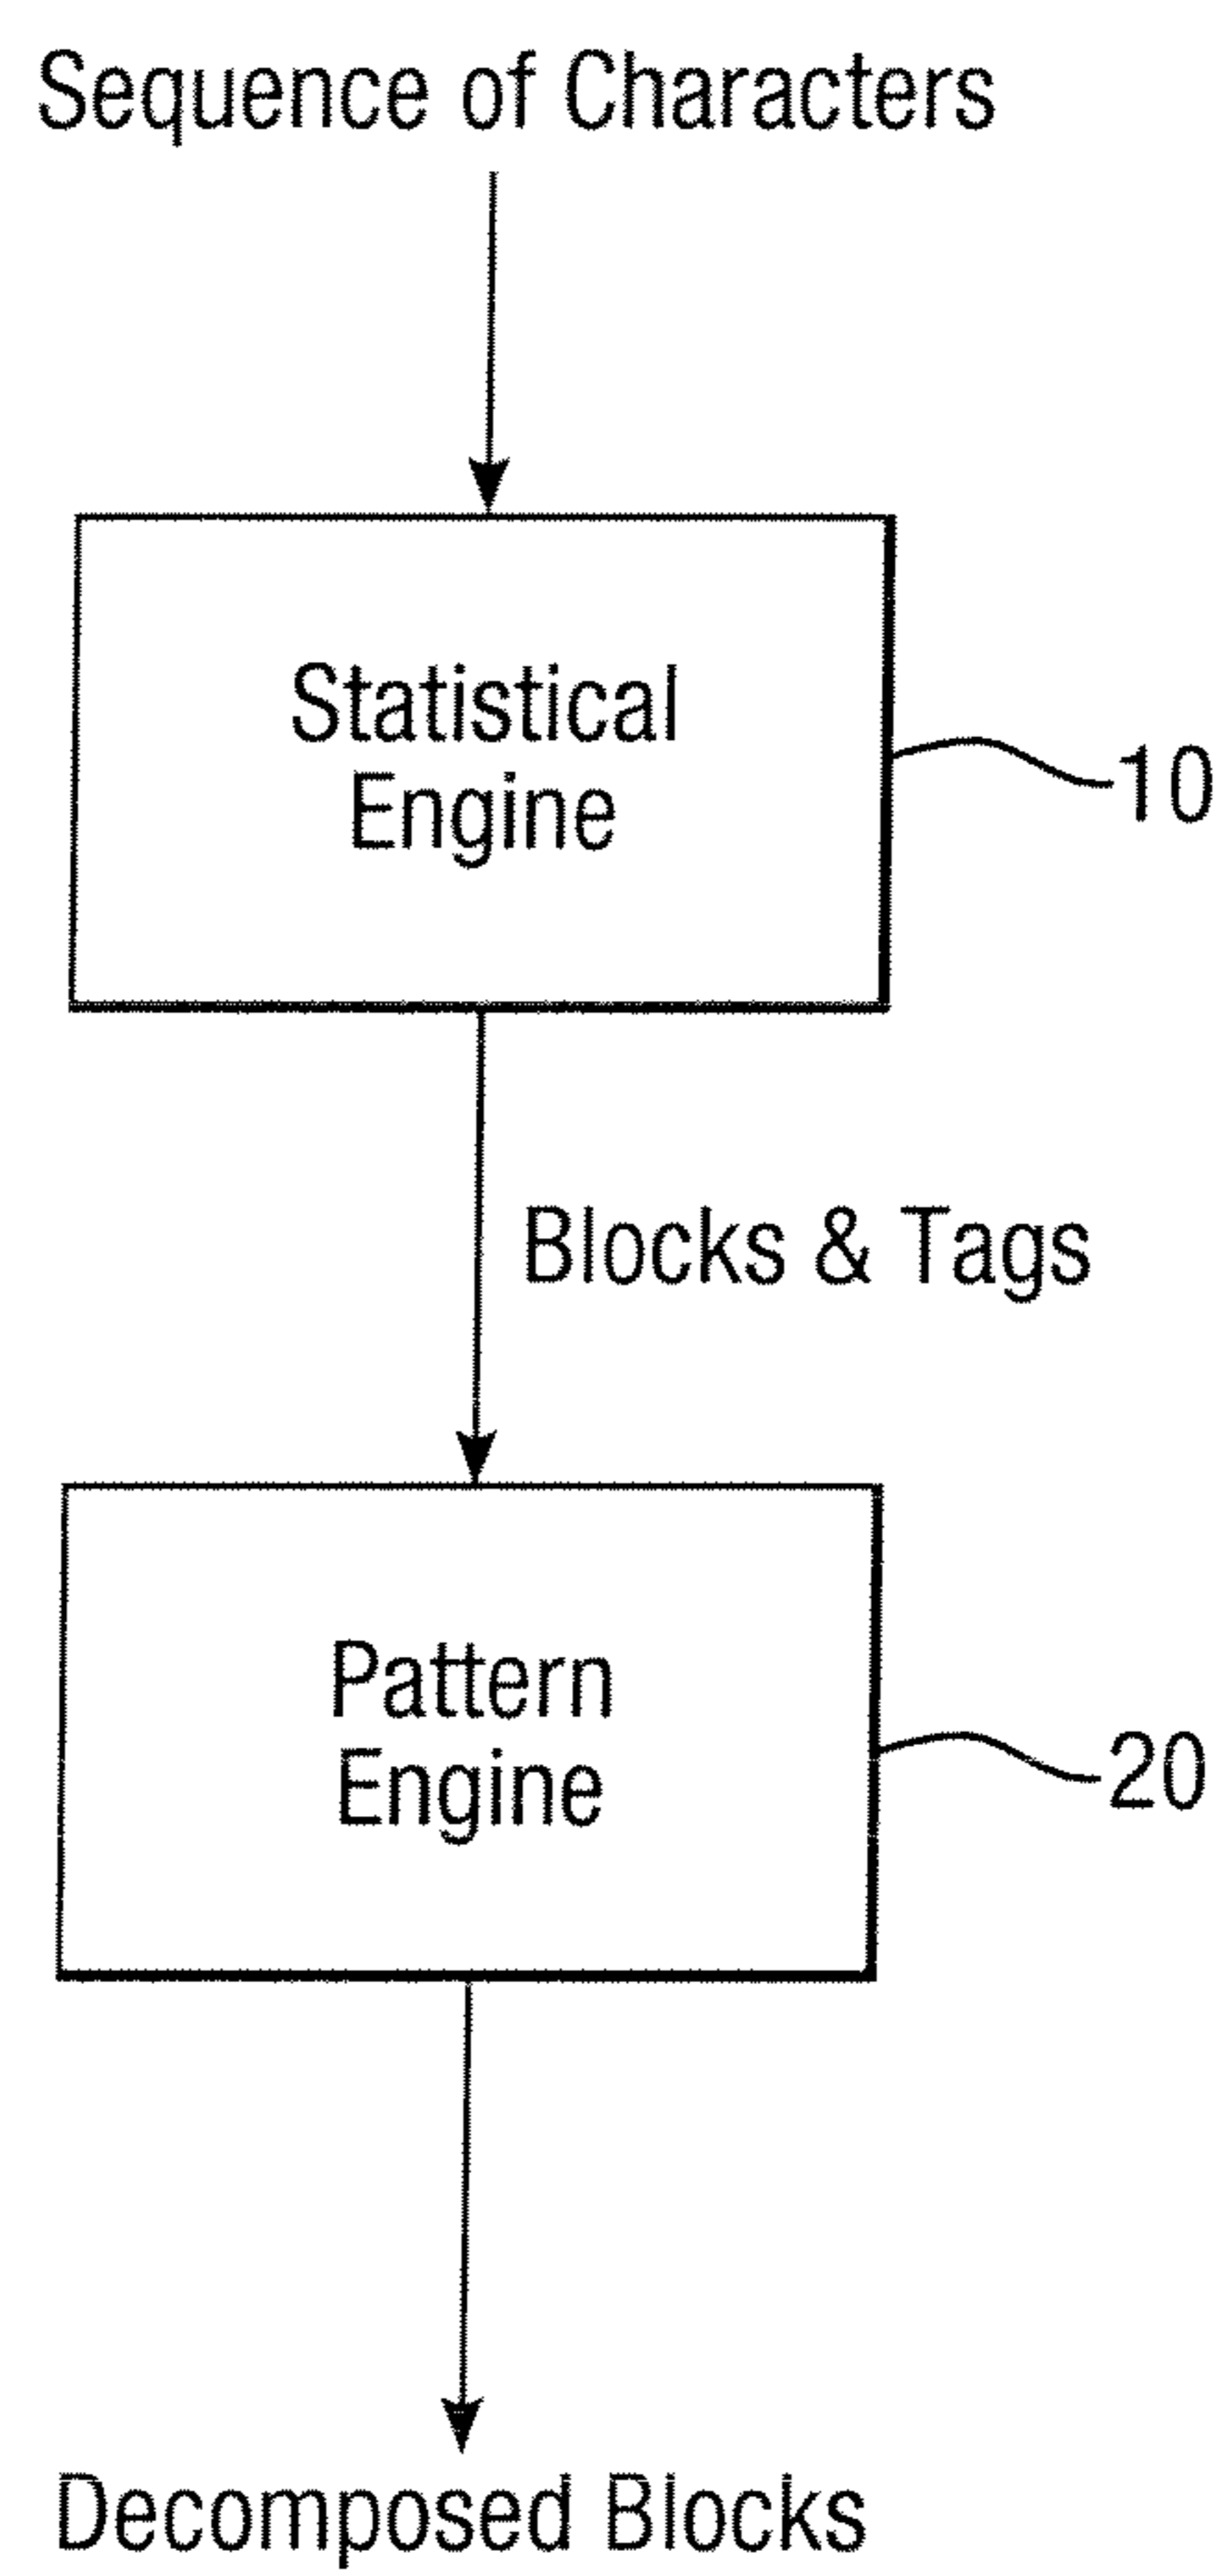 Sequence of Characters
Statistical
Engine
10
Blocks & Tags
Pattern
Engine
20
Decomposed Blocks